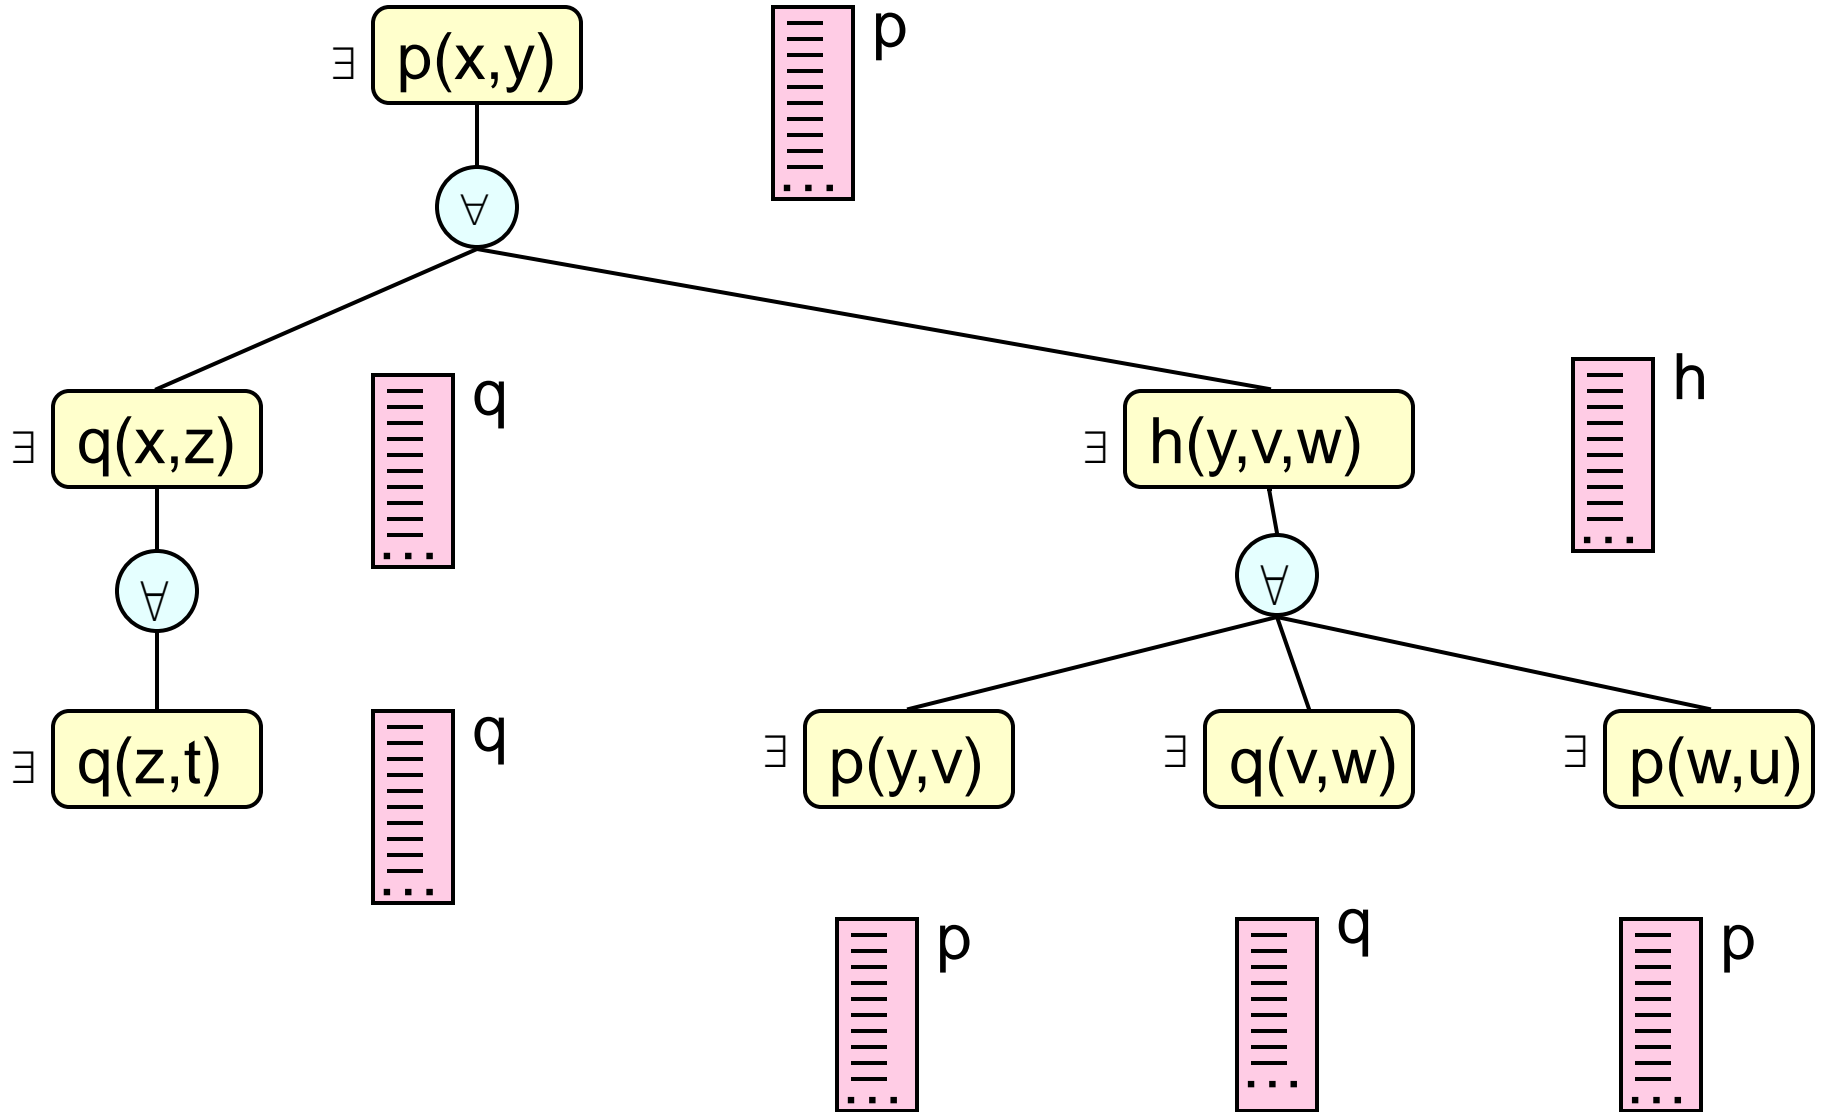 ∃ p(x,y)
p
∀
∃ q(x,z)
q
∃ h(y,v,w)
h
∀
∀
∃ q(z,t)
q
∃ p(y,v)
∃ q(v,w)
∃ p(w,u)
p
q
p